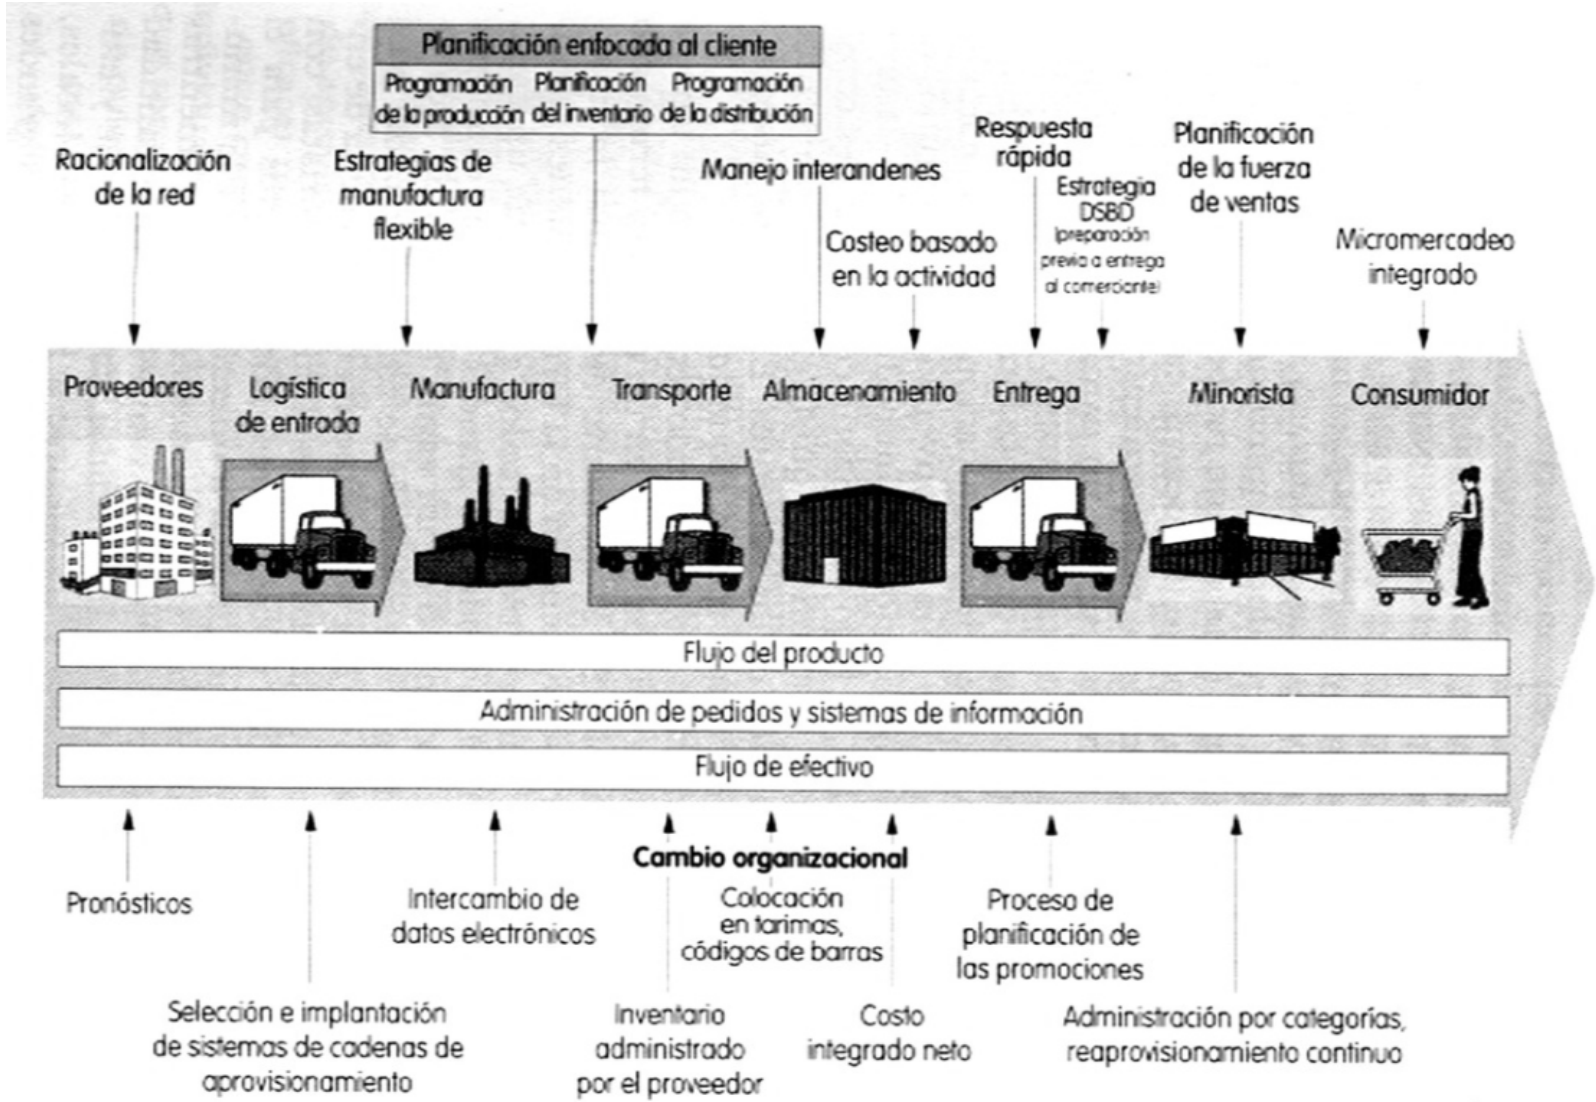 Planificación enfocada al cliente
Programación
de la producción
Planificación
del inventario
Programación
de la distribución
Racionalización
de la red
Estrategias de
manufactura
flexible
Manejo interandenes
Costeo basado
en la actividad
Respuesta
rápida
Estrategia
DSBD
(preparación
previa a entrega
al comerciante)
Planificación
de la fuerza
de ventas
Micromercadeo
integrado
Proveedores
Logística
de entrada
Manufactura
Transporte
Almacenamiento
Entrega
Minorista
Consumidor
Flujo del producto
Administración de pedidos y sistemas de información
Flujo de efectivo
Cambio organizacional
Pronósticos
Selección e implantación
de sistemas de cadenas de
aprovisionamiento
Intercambio de
datos electrónicos
Inventario
administrado
por el proveedor
Colocación
en tarimas,
códigos de barras
Costo
integrado neto
Proceso de
planificación de
las promociones
Administración por categorías,
reaprovisionamiento continuo